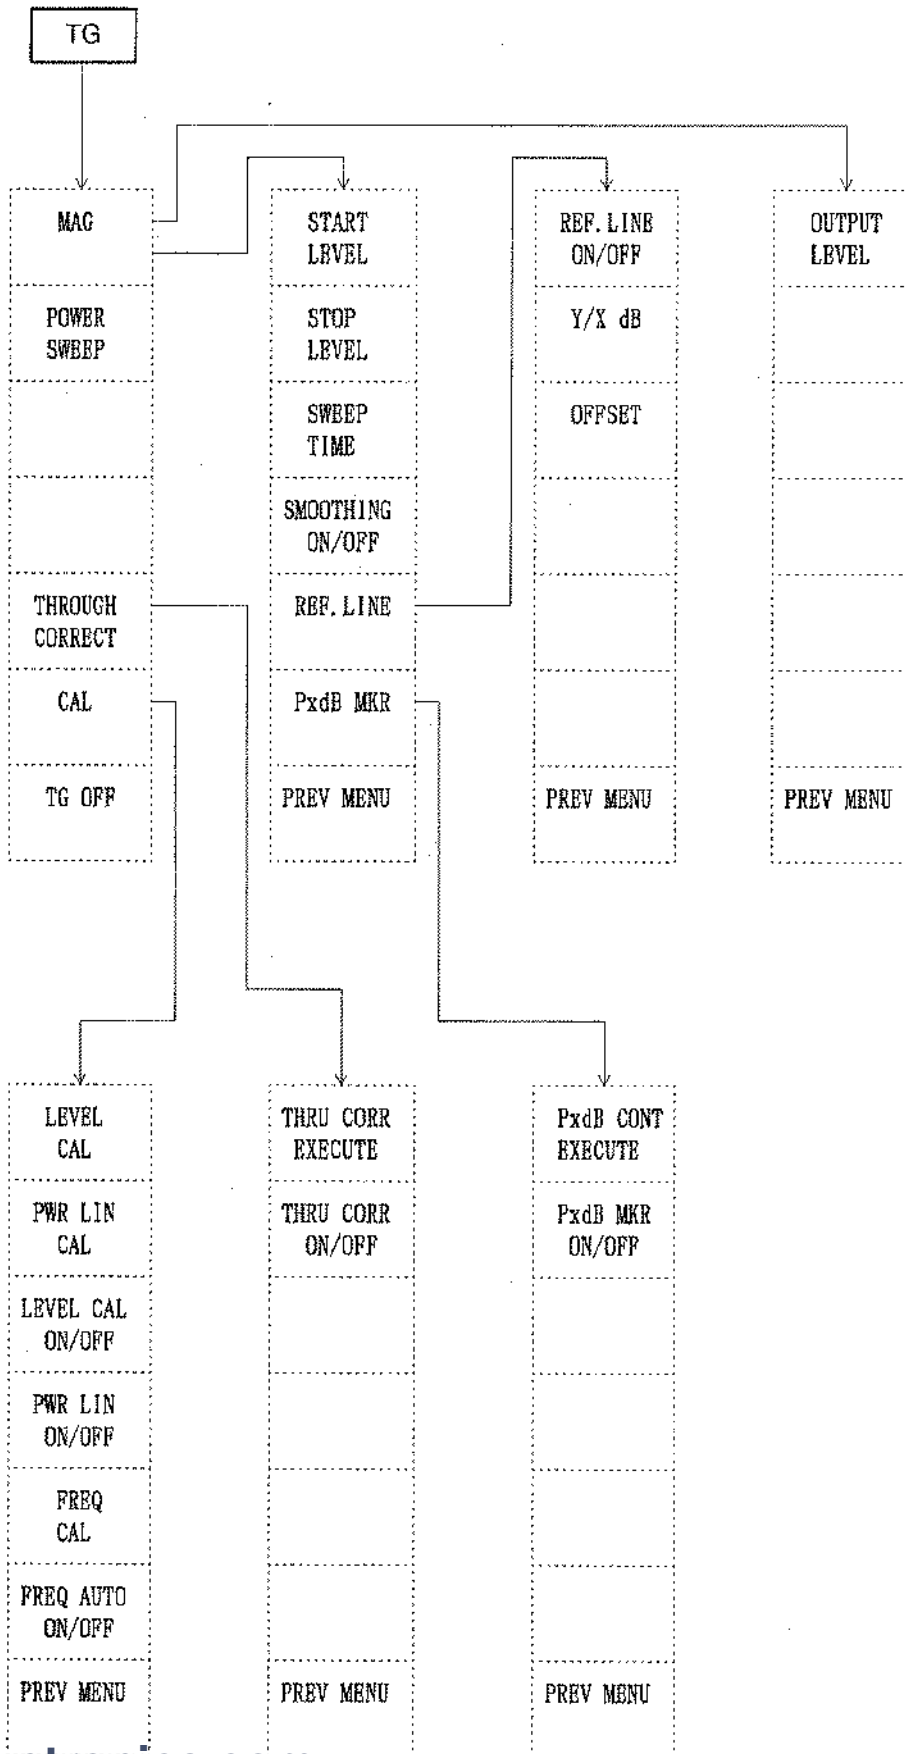 TG
MAG
POWER
SWEEP
THROUGH
CORRECT
CAL
TG OFF
START
LEVEL
STOP
LEVEL
SWEEP
TIME
SMOOTHING
ON/OFF
REF.LINE
PxdB MKR
PREV MENU
REF.LINE
ON/OFF
Y/X dB
OFFSET
PREV MENU
OUTPUT
LEVEL
PREV MENU
LEVEL
CAL
PWR LIN
CAL
LEVEL CAL
ON/OFF
PWR LIN
ON/OFF
FREQ
CAL
FREQ AUTO
ON/OFF
PREV MENU
THRU CORR
EXECUTE
THRU CORR
ON/OFF
PREV MENU
PxdB CONT
EXECUTE
PxdB MKR
ON/OFF
PREV MENU